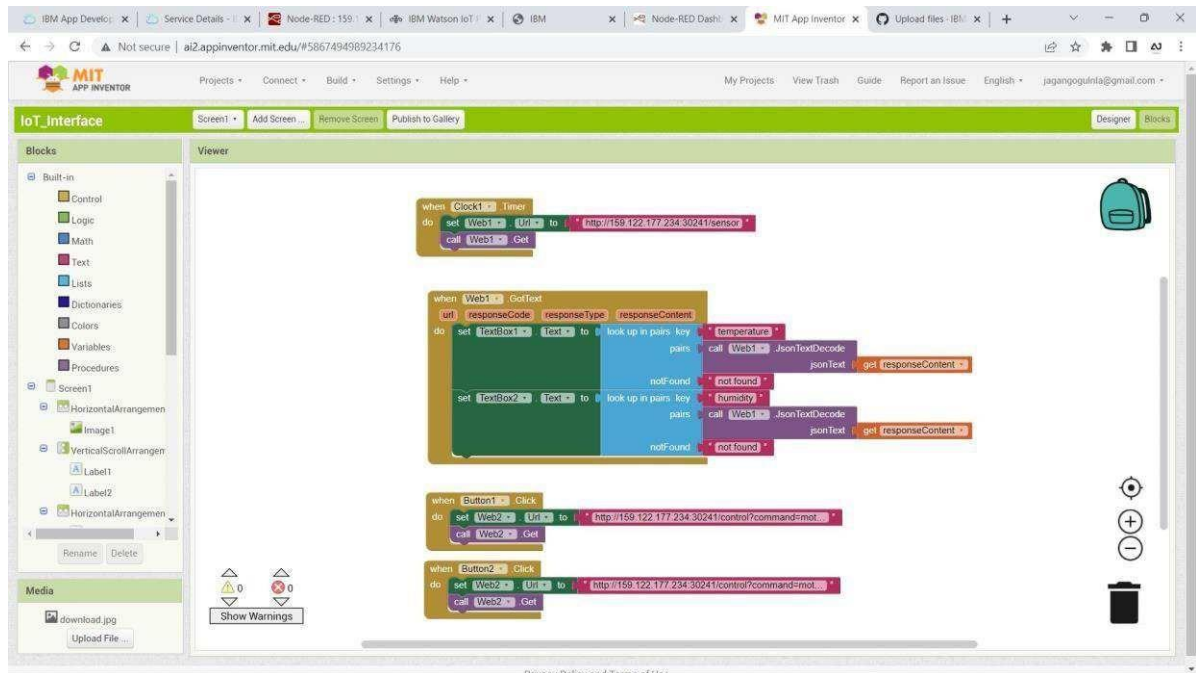 IBM App Develop
Service Details - I
Node-RED : 159.1
IBM Watson IoT
IBM
Node-RED Dashb
MIT App Inventor
Upload files · IBM
Not secure | ai2.appinventor.mit.edu/#5867494989234176
MIT
APP INVENTOR
Projects
Connect
Build
Settings
Help
My Projects
View Trash
Guide
Report an Issue
English
jagangoguinla@gmail.com
IoT_Interface
Screen1
Add Screen ...
Remove Screen
Publish to Gallery
Designer
Blocks
Blocks
Viewer
Built-in
Control
Logic
Math
Text
Lists
Dictionaries
Colors
Variables
Procedures
Screen1
HorizontalArrangemen
Image1
VerticalScrollArrangem
Label1
Label2
HorizontalArrangemen
Rename
Delete
Media
download.jpg
Upload File ...
when Clock1 .Timer
do set Web1 . Url to " http://159.122.177.234:30241/sensor "
call Web1 .Get
when Web1 .GotText
url responseCode responseType responseContent
do set TextBox1 . Text to look up in pairs key " temperature "
pairs call Web1 .JsonTextDecode
jsonText get responseContent
notFound " not found "
set TextBox2 . Text to look up in pairs key " humidity "
pairs call Web1 .JsonTextDecode
jsonText get responseContent
notFound " not found "
when Button1 .Click
do set Web2 . Url to " http://159.122.177.234:30241/control?command=mot... "
call Web2 .Get
when Button2 .Click
do set Web2 . Url to " http://159.122.177.234:30241/control?command=mot... "
call Web2 .Get
0
0
Show Warnings